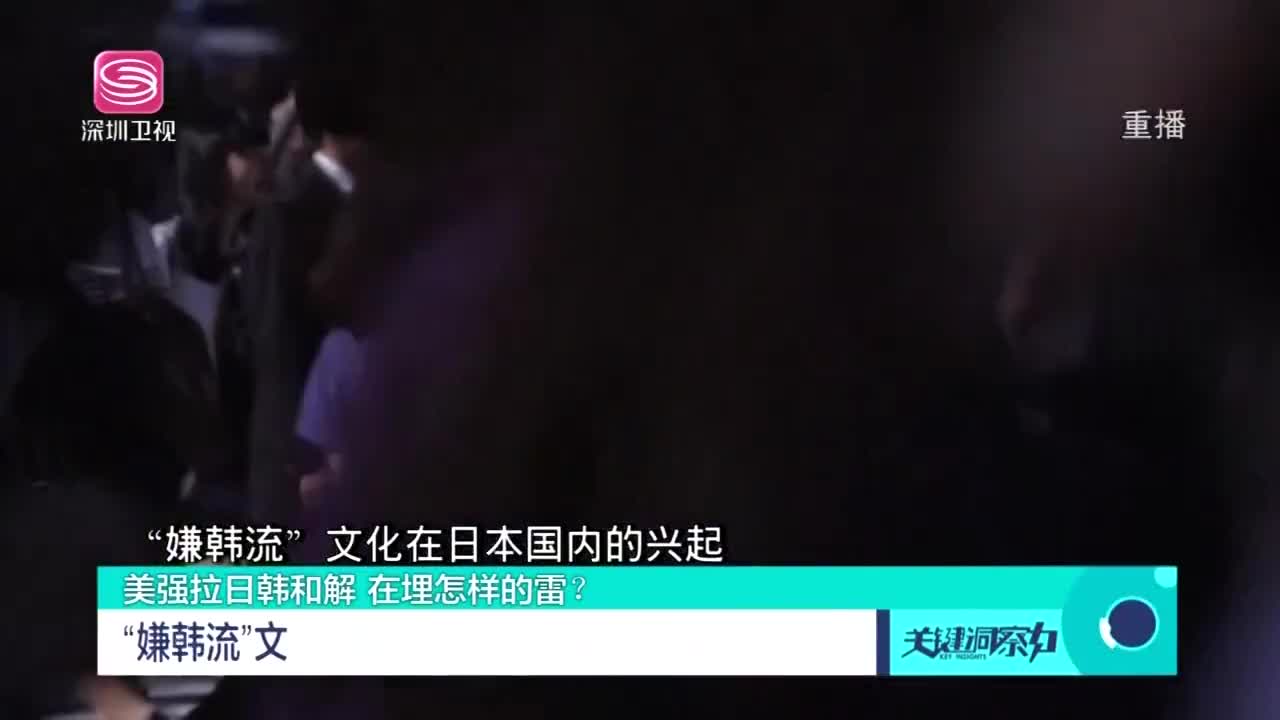 深圳卫视
重播
“嫌韩流” 文化在日本国内的兴起
美强拉日韩和解 在埋怎样的雷？
“嫌韩流”文
关键洞察力
KEY INSIGHTS